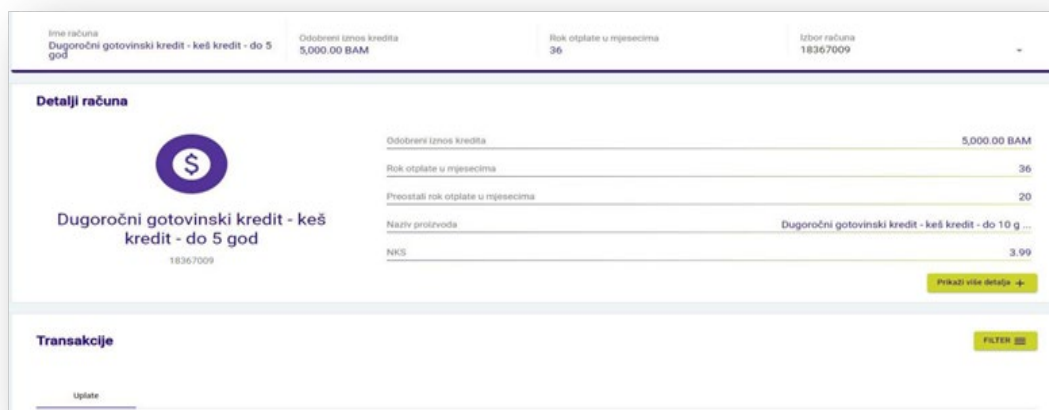 Ime računa
Dugoročni gotovinski kredit - keš kredit - do 5
god
Odobreni iznos kredita
5,000.00 BAM
Rok otplate u mjesecima
36
Izbor računa
18367009
Detalji računa
$
Dugoročni gotovinski kredit - keš
kredit - do 5 god
18367009
Odobreni iznos kredita 5,000.00 BAM
Rok otplate u mjesecima 36
Preostali rok otplate u mjesecima 20
Naziv proizvoda Dugoročni gotovinski kredit - keš kredit - do 10 g ...
NKS 3.99
Prikaži više detalja +
Transakcije
FILTER
Uplate